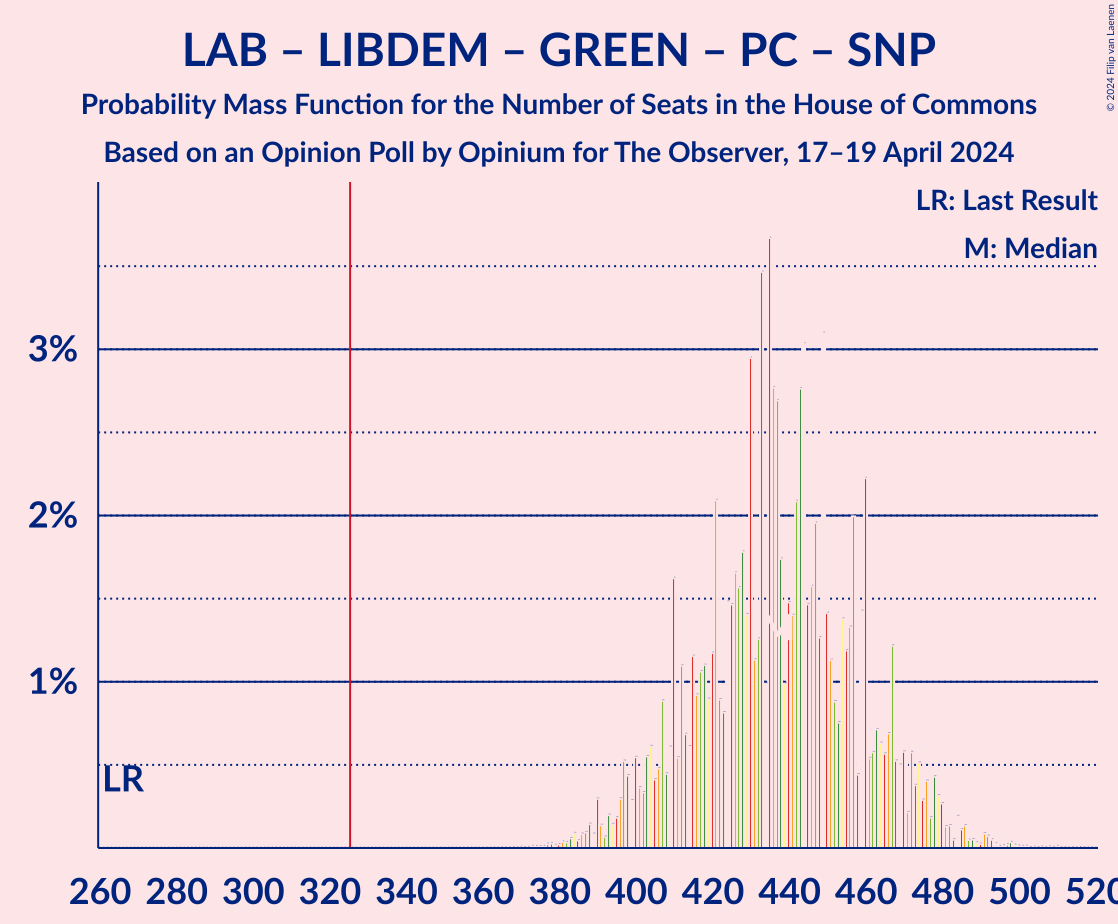 LAB – LIBDEM – GREEN – PC – SNP
Probability Mass Function for the Number of Seats in the House of Commons
Based on an Opinion Poll by Opinium for The Observer, 17–19 April 2024
© 2024 Filip van Laenen
LR: Last Result
M: Median
3%
2%
1%
LR
260 280 300 320 340 360 380 400 420 440 460 480 500 520